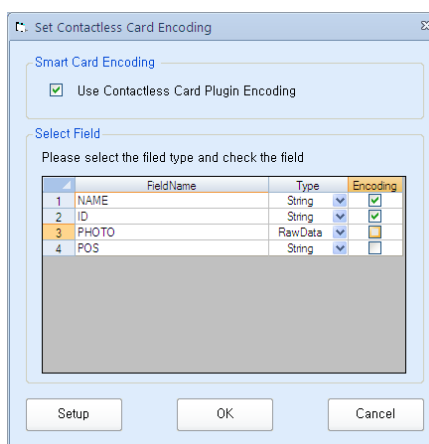 Set Contactless Card Encoding
Smart Card Encoding
Use Contactless Card Plugin Encoding
Select Field
Please select the filed type and check the field
FieldName Type Encoding
1 NAME String
2 ID String
3 PHOTO RawData
4 POS String
Setup OK Cancel